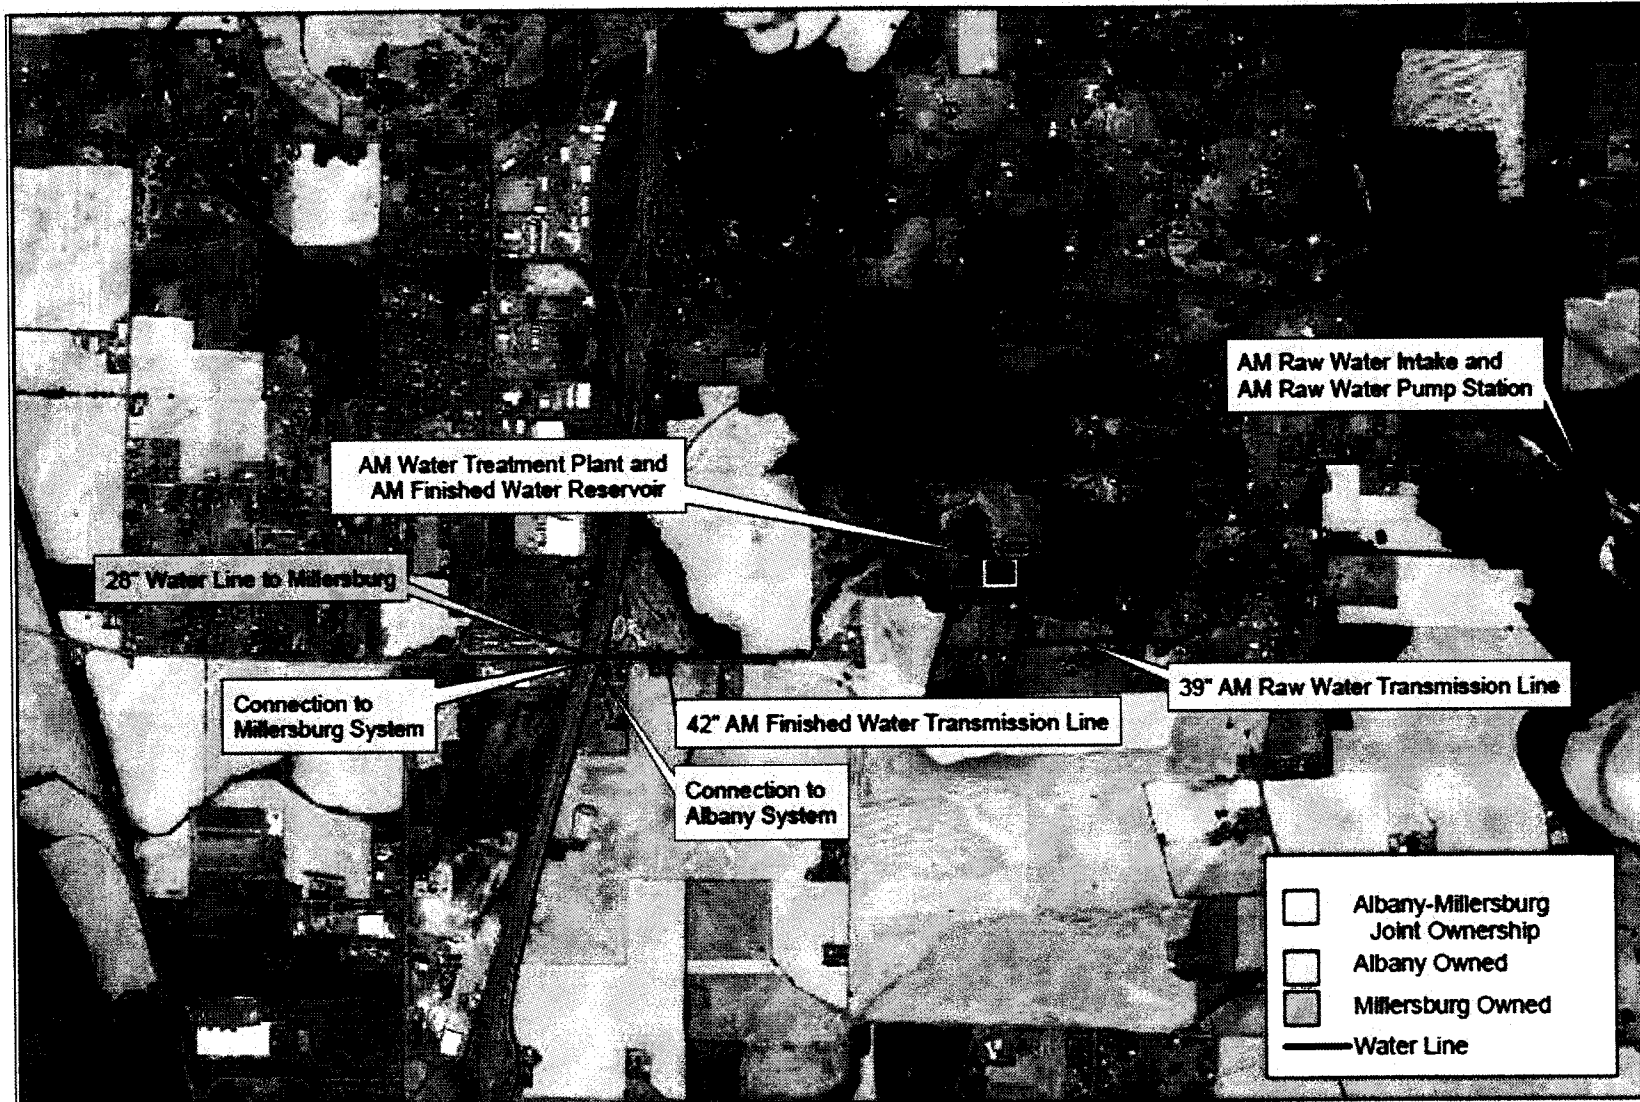 AM Raw Water Intake and
AM Raw Water Pump Station
AM Water Treatment Plant and
AM Finished Water Reservoir
28" Water Line to Millersburg
Connection to
Millersburg System
39" AM Raw Water Transmission Line
42" AM Finished Water Transmission Line
Connection to
Albany System
Albany-Millersburg
Joint Ownership
Albany Owned
Millersburg Owned
Water Line